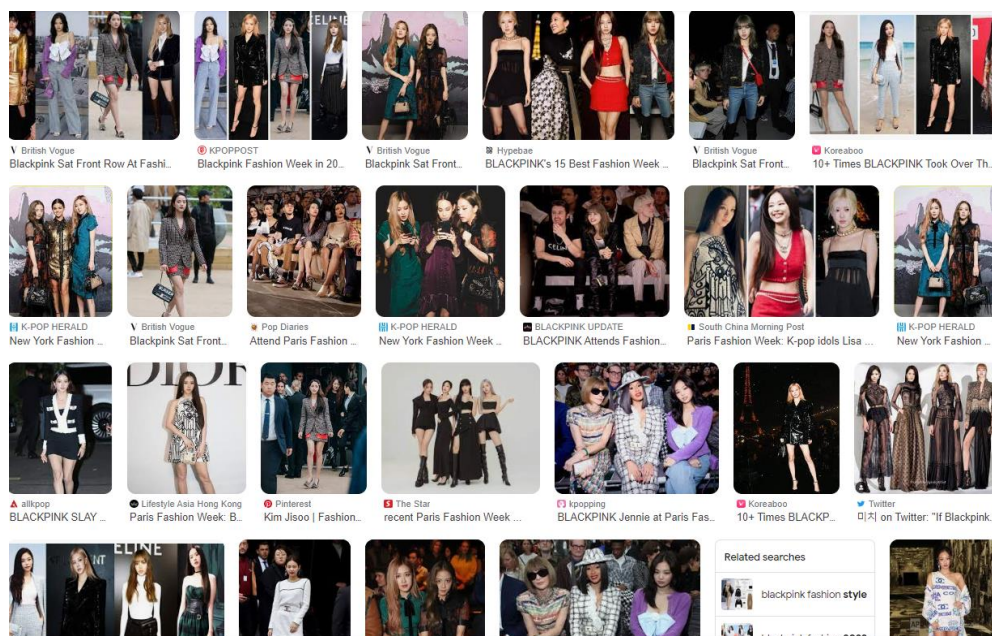 CELINE
British Vogue
Blackpink Sat Front Row At Fashi...
KPOPPOST
Blackpink Fashion Week in 20...
British Vogue
Blackpink Sat Front...
Hypebae
BLACKPINK's 15 Best Fashion Week ...
British Vogue
Blackpink Sat Front...
Koreaboo
10+ Times BLACKPINK Took Over Th...
CELINE
K-POP HERALD
New York Fashion ...
British Vogue
Blackpink Sat Front...
Pop Diaries
Attend Paris Fashion ...
K-POP HERALD
New York Fashion Week ...
BLACKPINK UPDATE
BLACKPINK Attends Fashion...
South China Morning Post
Paris Fashion Week: K-pop idols Lisa ...
K-POP HERALD
New York Fashion ...
DIOR
allkpop
BLACKPINK SLAY ...
Lifestyle Asia Hong Kong
Paris Fashion Week: B...
Pinterest
Kim Jisoo | Fashion...
The Star
recent Paris Fashion Week ...
kpopping
BLACKPINK Jennie at Paris Fas...
Koreaboo
10+ Times BLACKP...
Twitter
미치 on Twitter: "If Blackpink...
ELINE
NT
Related searches
blackpink fashion style
AP